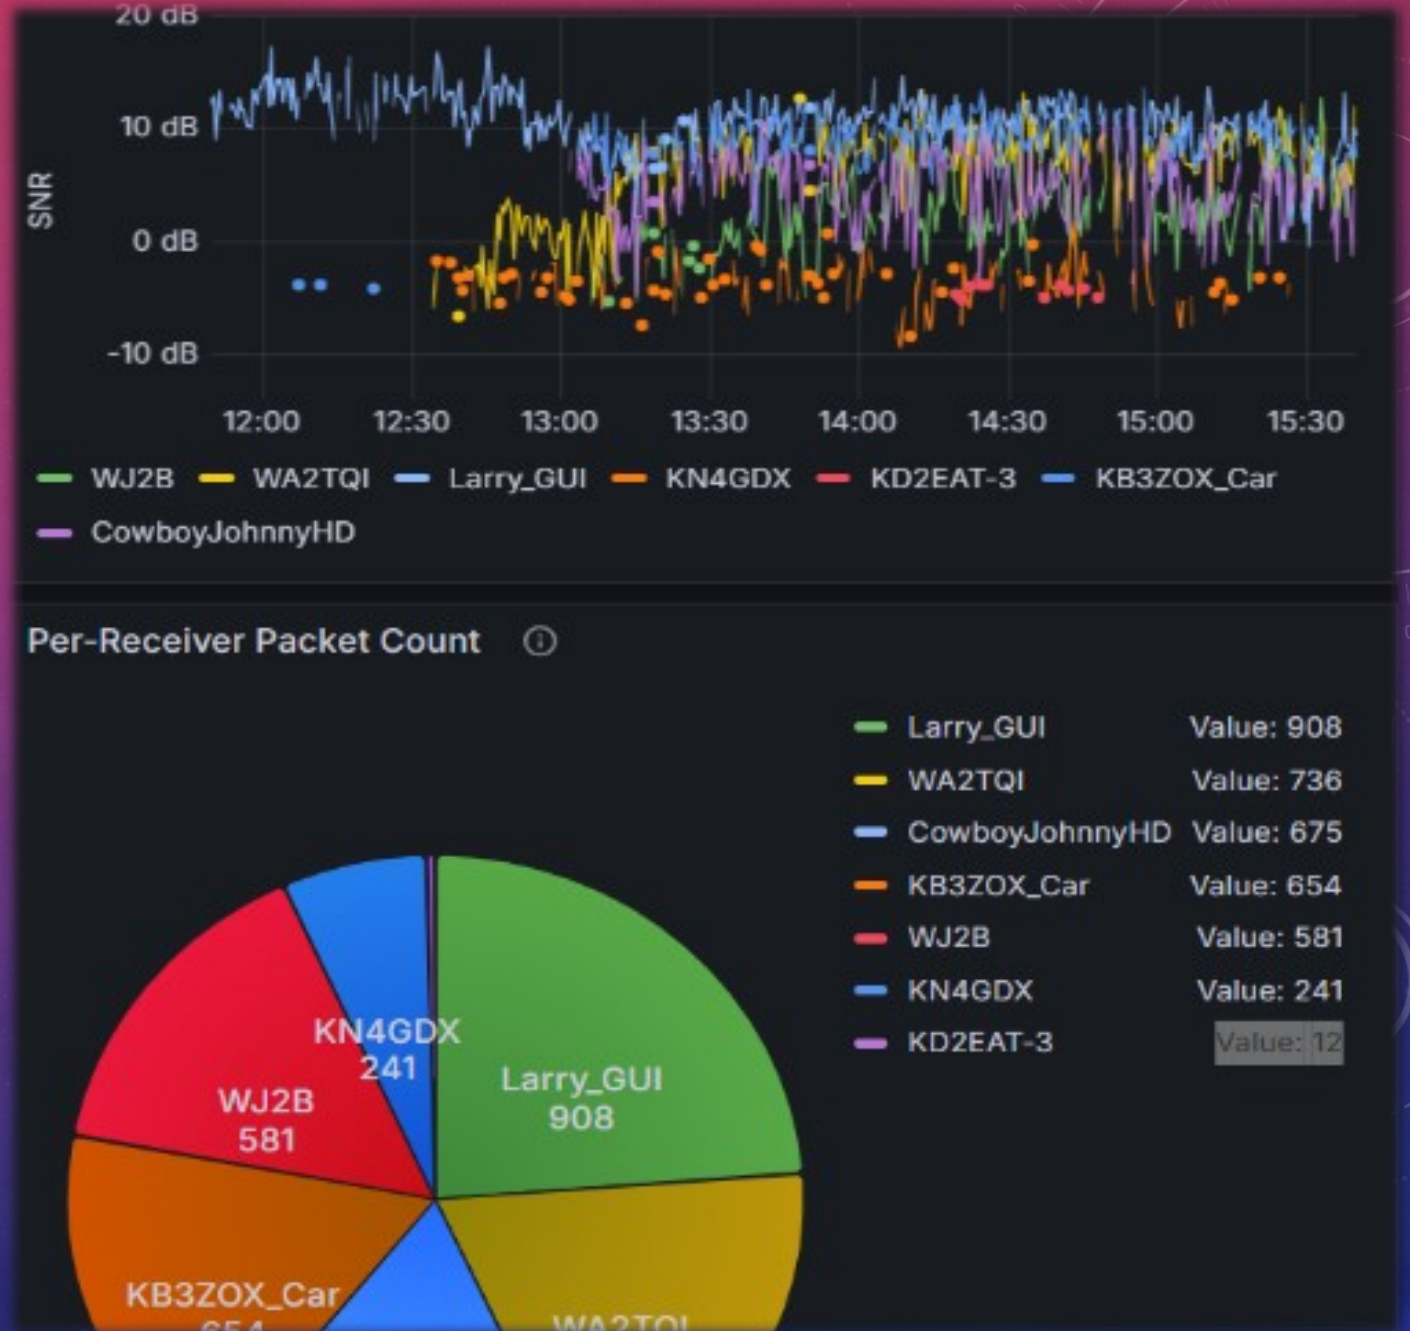 20 dB
10 dB
0 dB
-10 dB
SNR
12:00 12:30 13:00 13:30 14:00 14:30 15:00 15:30
WJ2B WA2TQI Larry_GUI KN4GDX KD2EAT-3 KB3ZOX_Car
CowboyJohnnyHD
Per-Receiver Packet Count
Larry_GUI Value: 908
WA2TQI Value: 736
CowboyJohnnyHD Value: 675
KB3ZOX_Car Value: 654
WJ2B Value: 581
KN4GDX Value: 241
KD2EAT-3 Value: 12
KN4GDX
241
Larry_GUI
908
WJ2B
581
KB3ZOX_Car
654
WA2TQI